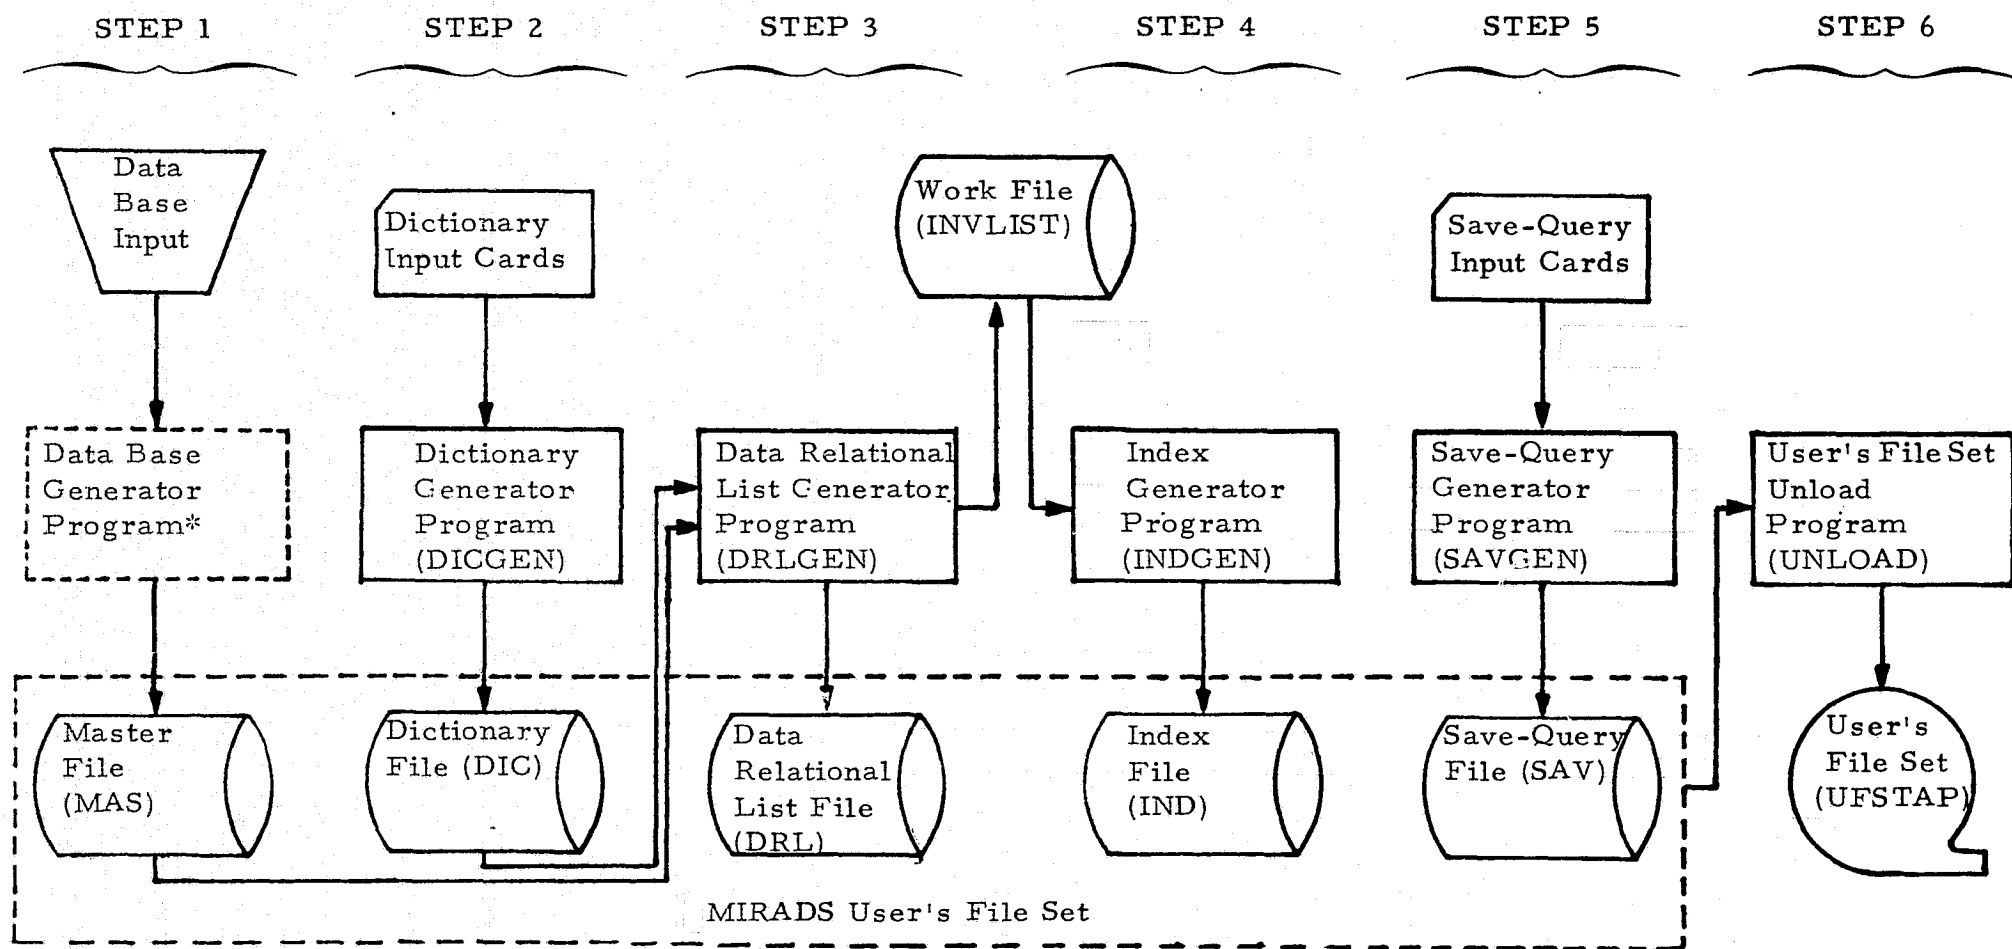 STEP 1
STEP 2
STEP 3
STEP 4
STEP 5
STEP 6
Data
Base
Input
Dictionary
Input Cards
Work File
(INVLIST)
Save-Query
Input Cards
Data Base
Generator
Program*
Dictionary
Generator
Program
(DICGEN)
Data Relational
List Generator
Program
(DRLGEN)
Index
Generator
Program
(INDGEN)
Save-Query
Generator
Program
(SAVGEN)
User's File Set
Unload
Program
(UNLOAD)
Master
File
(MAS)
Dictionary
File (DIC)
Data
Relational
List File
(DRL)
Index
File
(IND)
Save-Query
File (SAV)
User's
File Set
(UFSTAP)
MIRADS User's File Set